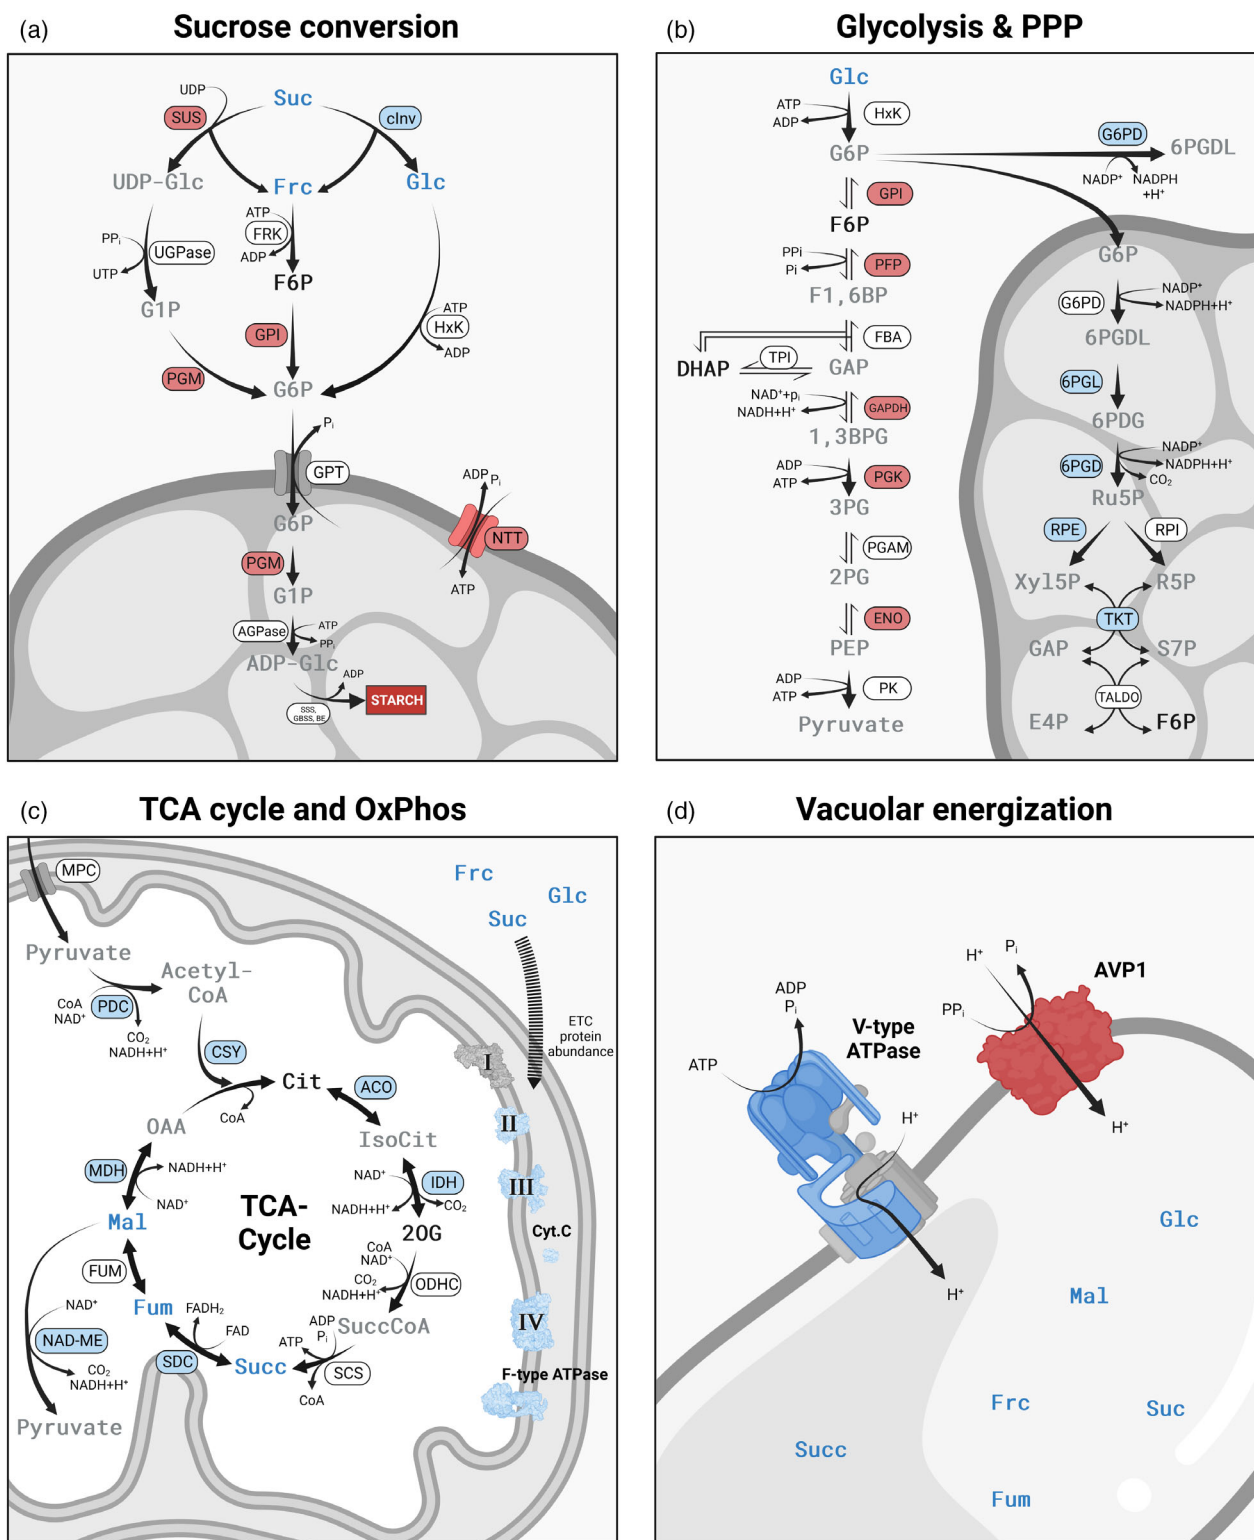 (a)
Sucrose conversion
UDP
Suc
SUS
cInv
UDP-Glc
Frc
Glc
ATP
PPi
FRK
UGPase
ADP
UTP
F6P
G1P
ATP
HxK
GPI
ADP
PGM
G6P
Pi
GPT
ADP
Pi
G6P
NTT
PGM
ATP
G1P
AGPase
ATP
PPi
ADP-Glc
ADP
SSS,
GBSS, BE
STARCH
(b)
Glycolysis & PPP
Glc
ATP
HxK
ADP
G6PD
G6P
6PGDL
NADP⁺
NADPH
+H⁺
GPI
F6P
G6P
PPi
PFP
Pi
F1,6BP
NADP⁺
G6PD
NADPH+H⁺
FBA
6PGDL
TPI
DHAP
GAP
6PGL
NAD⁺+pi
GAPDH
NADH+H⁺
6PDG
1,3BPG
NADP⁺
6PGD
NADPH+H⁺
CO₂
ADP
PGK
ATP
Ru5P
3PG
RPE
RPI
PGAM
2PG
Xyl5P
R5P
ENO
TKT
PEP
GAP
S7P
ADP
PK
ATP
TALDO
Pyruvate
E4P
F6P
(c)
TCA cycle and OxPhos
MPC
Frc
Glc
Suc
Pyruvate
Acetyl-
CoA
CoA
NAD⁺
PDC
CO₂
NADH+H⁺
ETC
protein
abundance
CSY
I
Cit
ACO
CoA
OAA
IsoCit
II
MDH
NADH+H⁺
NAD⁺
NAD⁺
IDH
III
NADH+H⁺
CO₂
TCA-
Cycle
Mal
2OG
Cyt.C
CoA
NAD⁺
FUM
CO₂
NADH+H⁺
ODHC
Fum
FADH₂
NAD⁺
FAD
ADP
Pi
SuccCoA
IV
NAD-ME
ATP
CO₂
NADH+H⁺
SDC
Succ
SCS
F-type ATPase
CoA
Pyruvate
(d)
Vacuolar energization
H⁺
Pi
AVP1
ADP
Pi
PPi
V-type
ATPase
ATP
H⁺
H⁺
Glc
H⁺
Mal
Frc
Suc
Succ
Fum